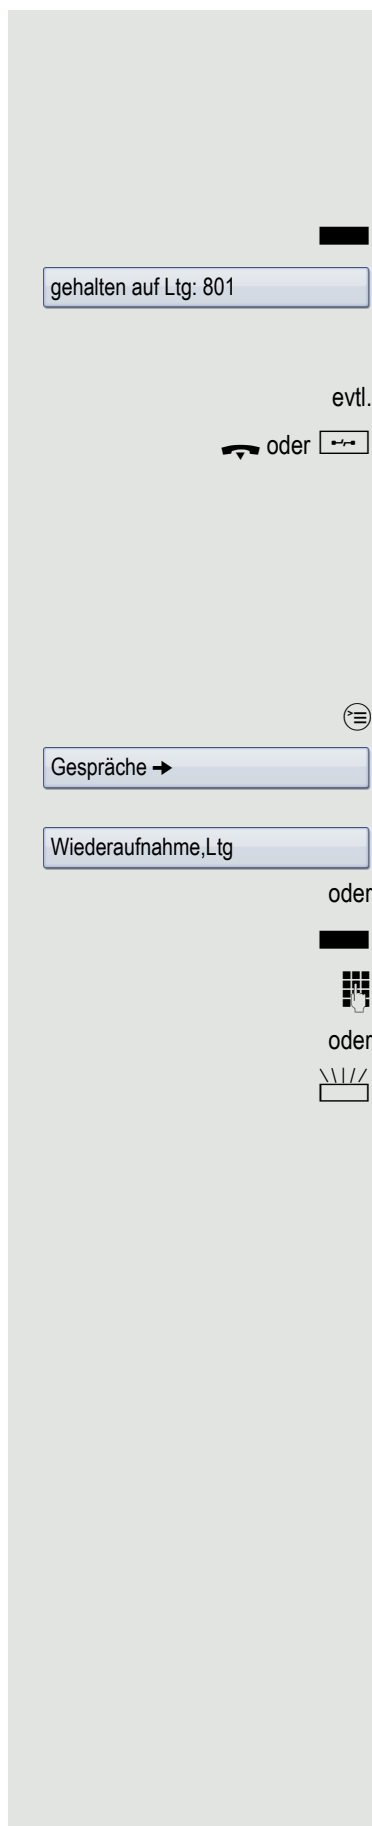 gehalten auf Ltg: 801
evtl.
oder
Gespräche ➔
Wiederaufnahme,Ltg
oder
oder